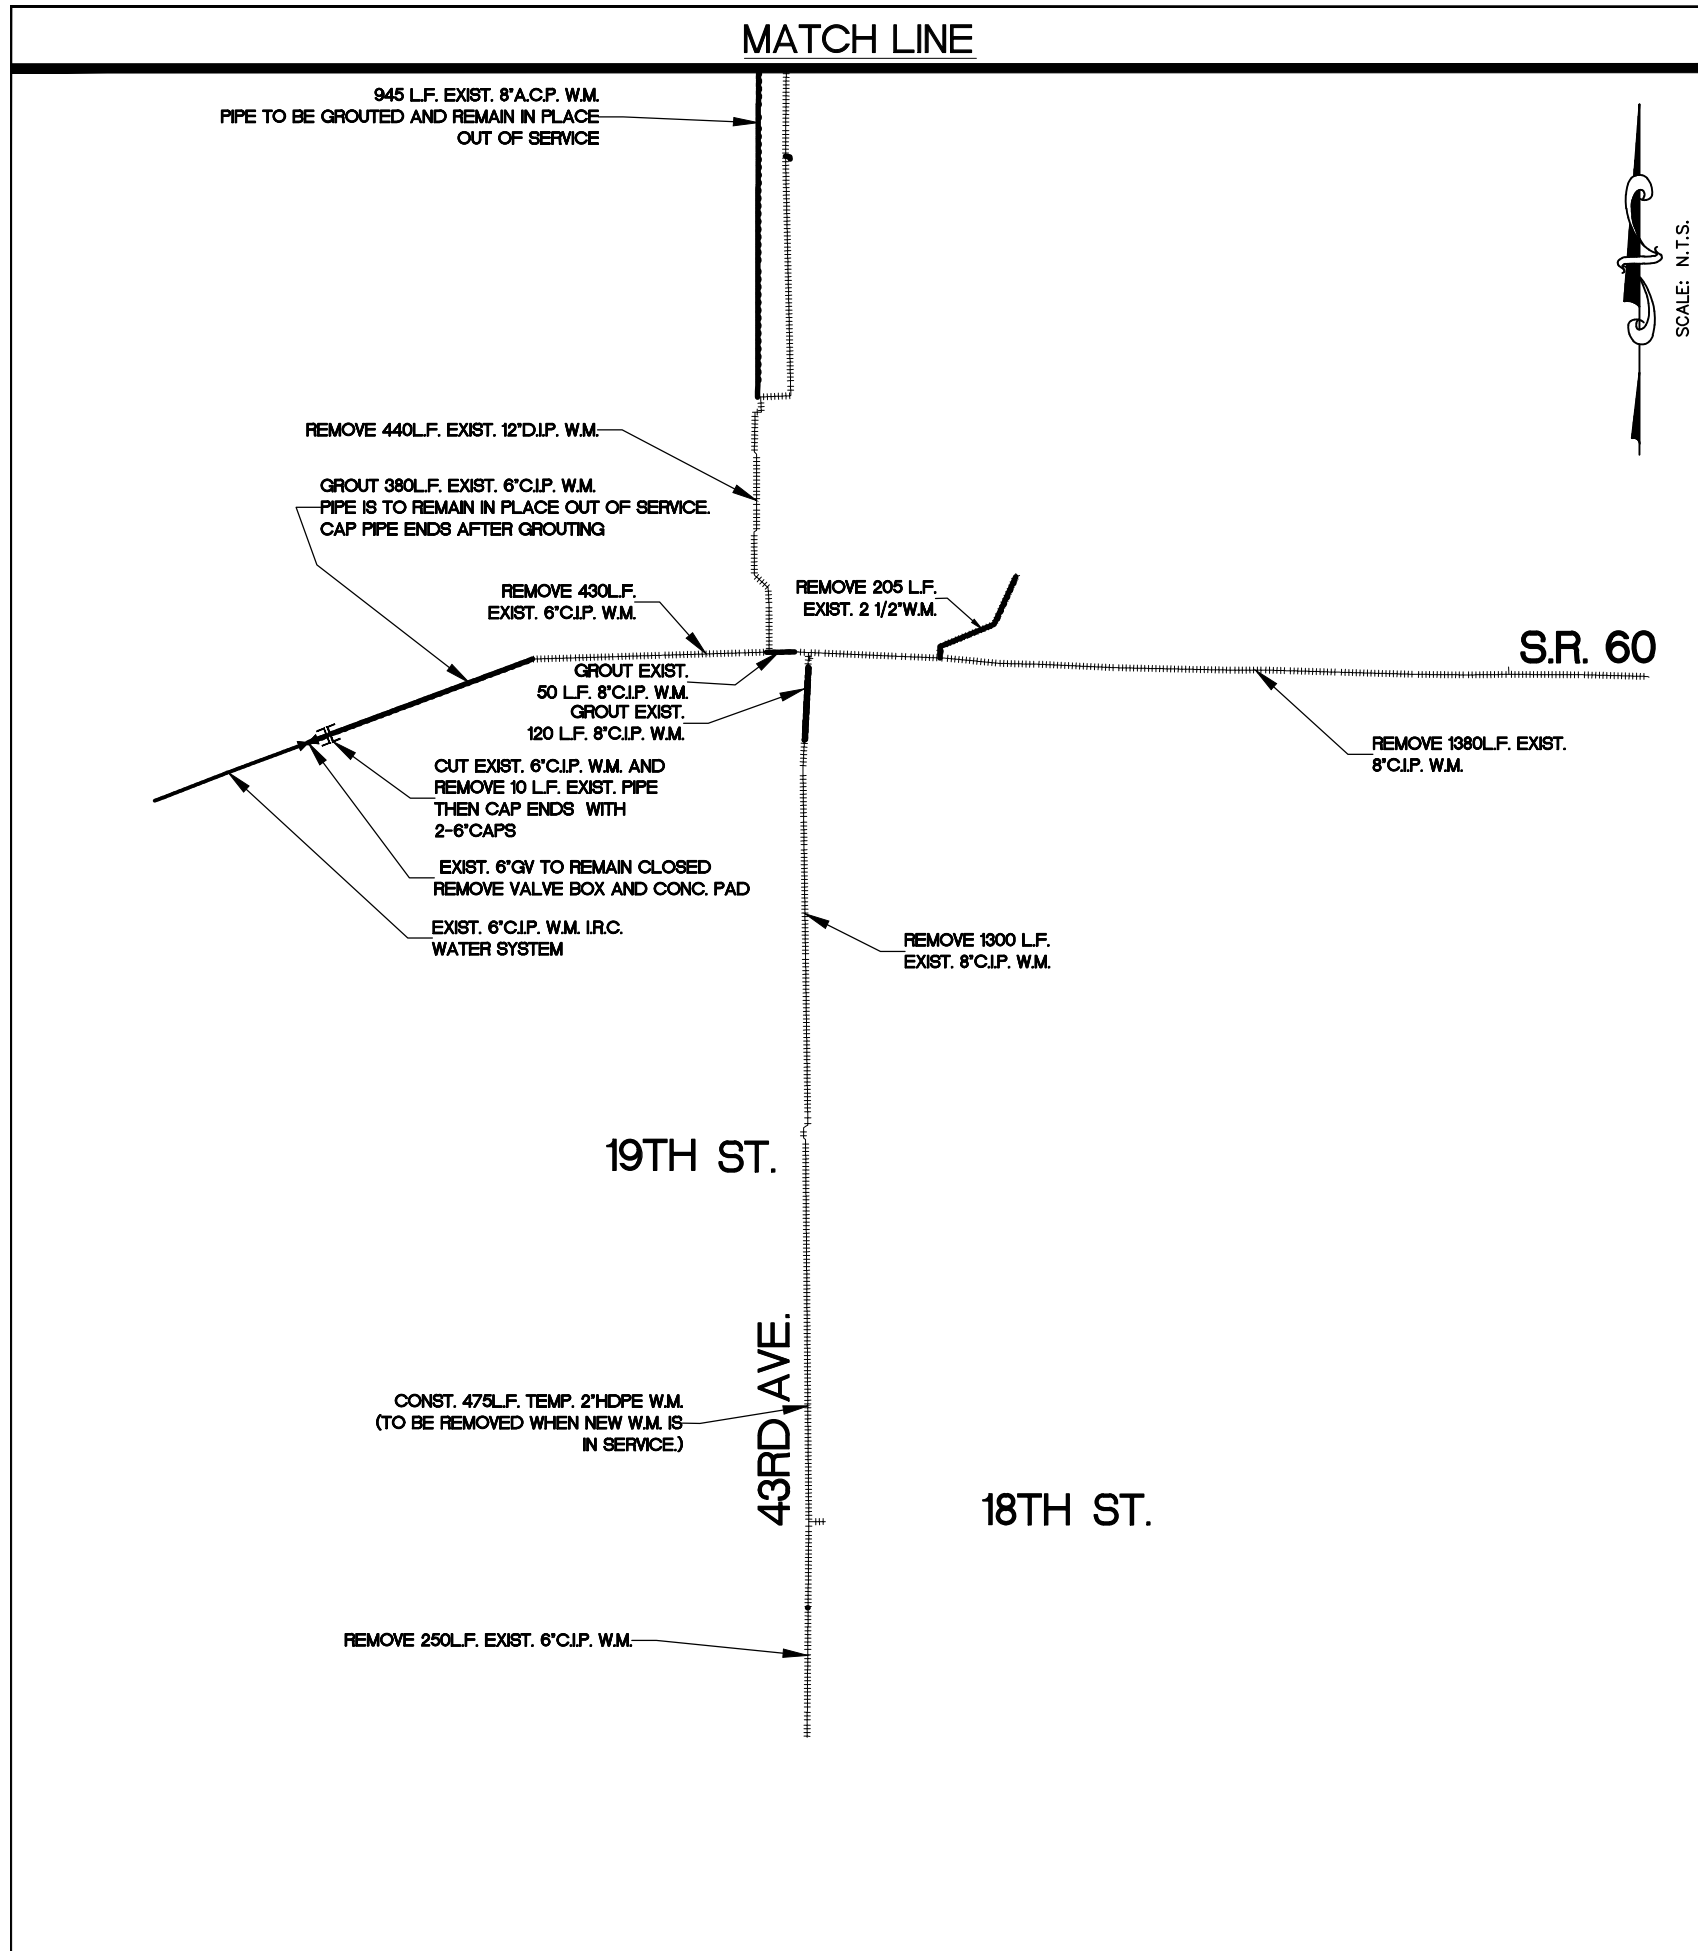 MATCH LINE
945 L.F. EXIST. 8"A.C.P. W.M.
PIPE TO BE GROUTED AND REMAIN IN PLACE
OUT OF SERVICE
SCALE: N.T.S.
REMOVE 440L.F. EXIST. 12"D.I.P. W.M.
GROUT 380L.F. EXIST. 6"C.I.P. W.M.
PIPE IS TO REMAIN IN PLACE OUT OF SERVICE.
CAP PIPE ENDS AFTER GROUTING
REMOVE 430L.F.
EXIST. 6"C.I.P. W.M.
REMOVE 205 L.F.
EXIST. 2 1/2"W.M.
S.R. 60
GROUT EXIST.
50 L.F. 8"C.I.P. W.M.
GROUT EXIST.
120 L.F. 8"C.I.P. W.M.
REMOVE 1380L.F. EXIST.
8"C.I.P. W.M.
CUT EXIST. 6"C.I.P. W.M. AND
REMOVE 10 L.F. EXIST. PIPE
THEN CAP ENDS WITH
2-6"CAPS
EXIST. 6"GV TO REMAIN CLOSED
REMOVE VALVE BOX AND CONC. PAD
EXIST. 6"C.I.P. W.M. I.R.C.
WATER SYSTEM
REMOVE 1300 L.F.
EXIST. 8"C.I.P. W.M.
19TH ST.
43RD AVE.
CONST. 475L.F. TEMP. 2"HDPE W.M.
(TO BE REMOVED WHEN NEW W.M. IS
IN SERVICE.)
18TH ST.
REMOVE 250L.F. EXIST. 6"C.I.P. W.M.